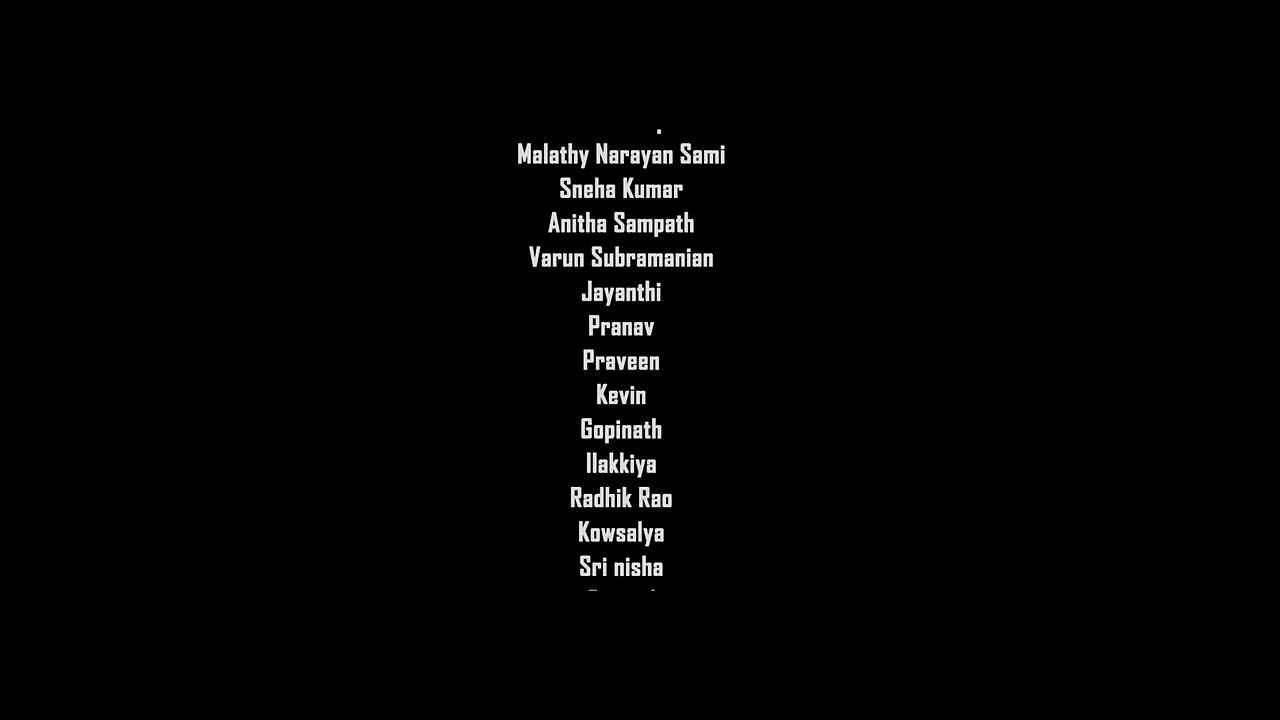 Malathy Narayan Sami
Sneha Kumar
Anitha Sampath
Varun Subramanian
Jayanthi
Pranav
Praveen
Kevin
Gopinath
Ilakkiya
Radhik Rao
Kowsalya
Sri nisha